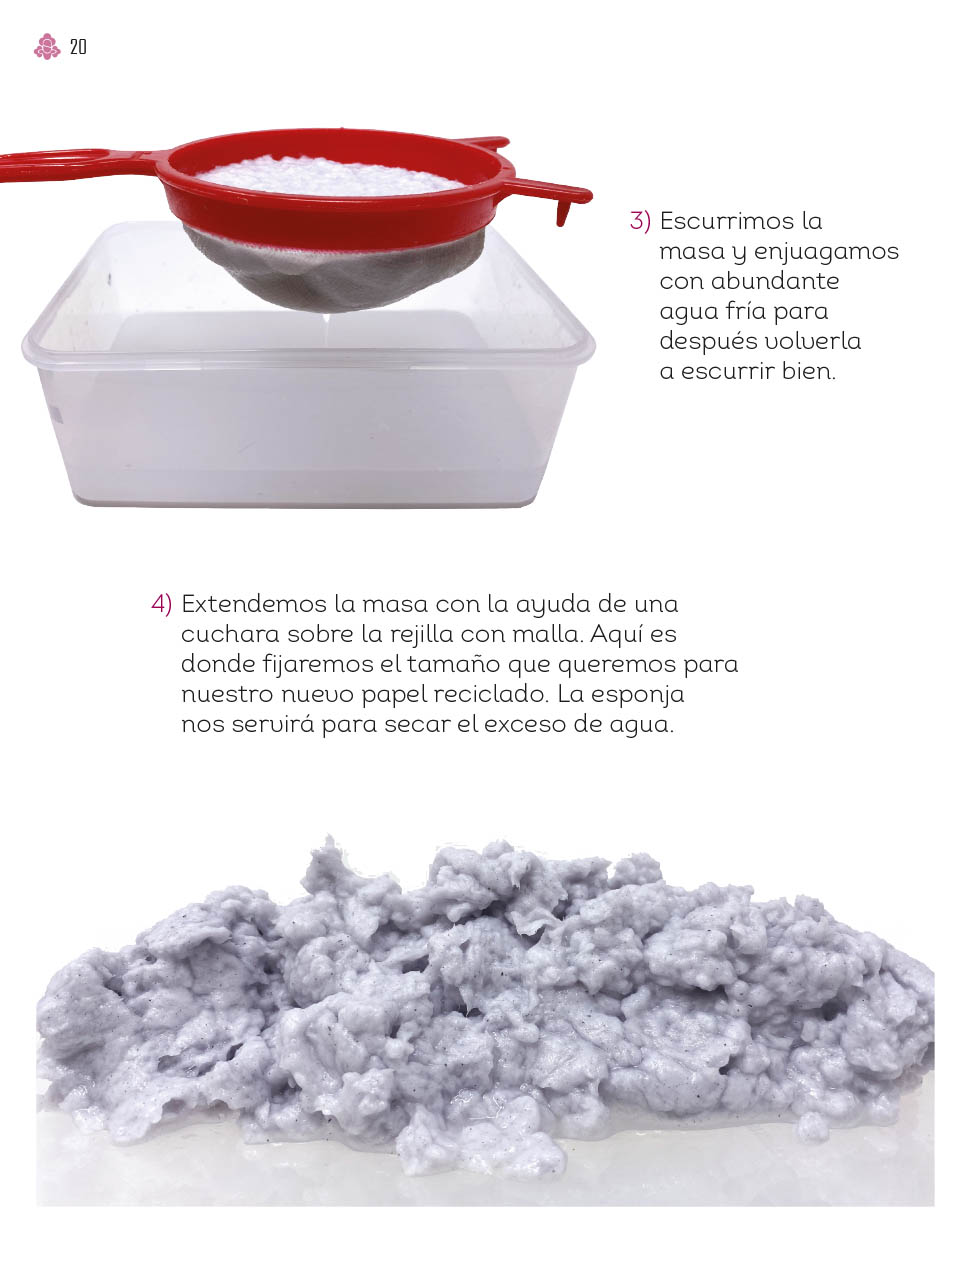 20
3) Escurrimos la
masa y enjuagamos
con abundante
agua fría para
después volverla
a escurrir bien.
4) Extendemos la masa con la ayuda de una
cuchara sobre la rejilla con malla. Aquí es
donde fijaremos el tamaño que queremos para
nuestro nuevo papel reciclado. La esponja
nos servirá para secar el exceso de agua.